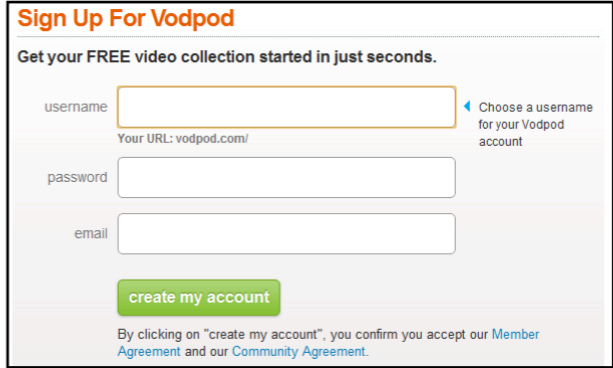 Sign Up For Vodpod
Get your FREE video collection started in just seconds.
username
Choose a username
for your Vodpod
account
Your URL: vodpod.com/
password
email
create my account
By clicking on "create my account", you confirm you accept our Member
Agreement and our Community Agreement.